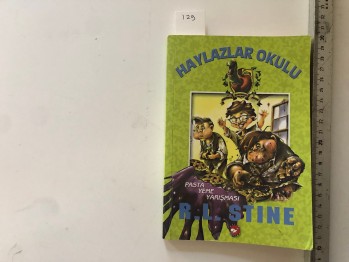 129
HAYLAZLAR OKULU
PASTA
YEME
YARIŞMASI
R.L. STINE